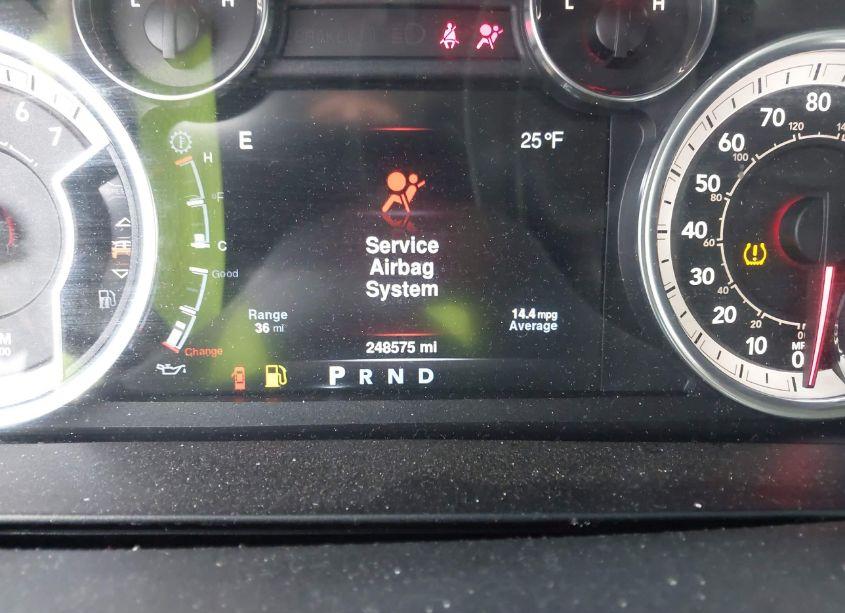 L H
L H
E
25 °F
H
°F
C
Good
Change
Service
Airbag
System
Range
36 mi
14.4 mpg
Average
248575 mi
P R N D
6
7
80
70
60
50
40
30
20
10
0
120
100
80
60
40
20